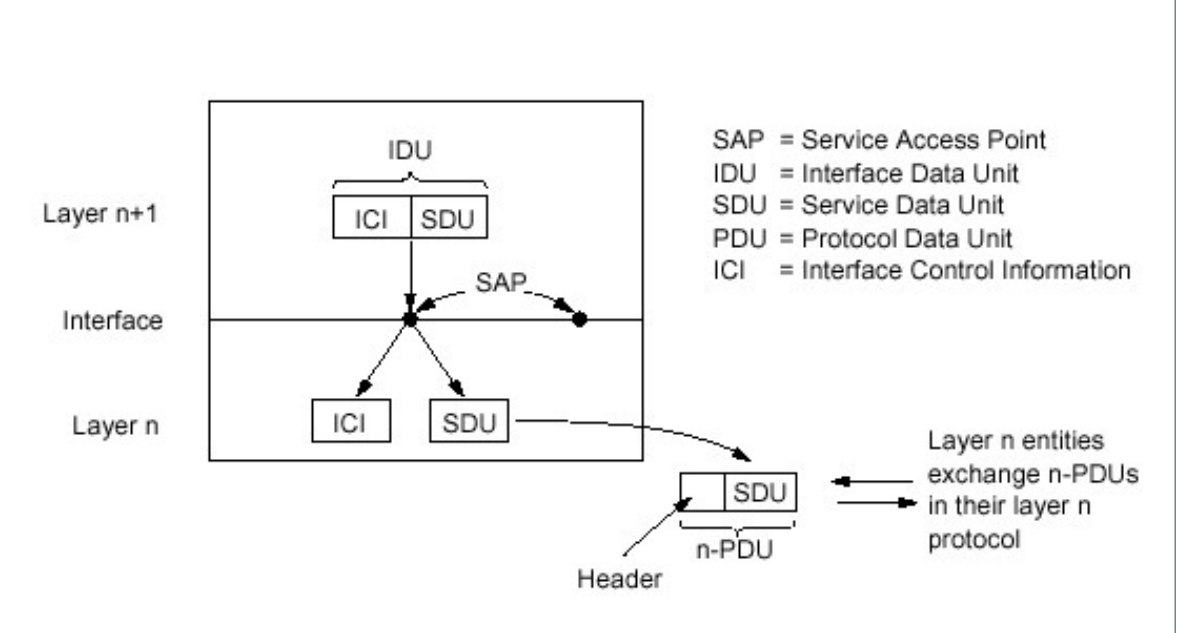 IDU
Layer n+1
ICI
SDU
SAP
Interface
Layer n
ICI
SDU
SAP = Service Access Point
IDU = Interface Data Unit
SDU = Service Data Unit
PDU = Protocol Data Unit
ICI = Interface Control Information
SDU
n-PDU
Header
Layer n entities
exchange n-PDUs
in their layer n
protocol